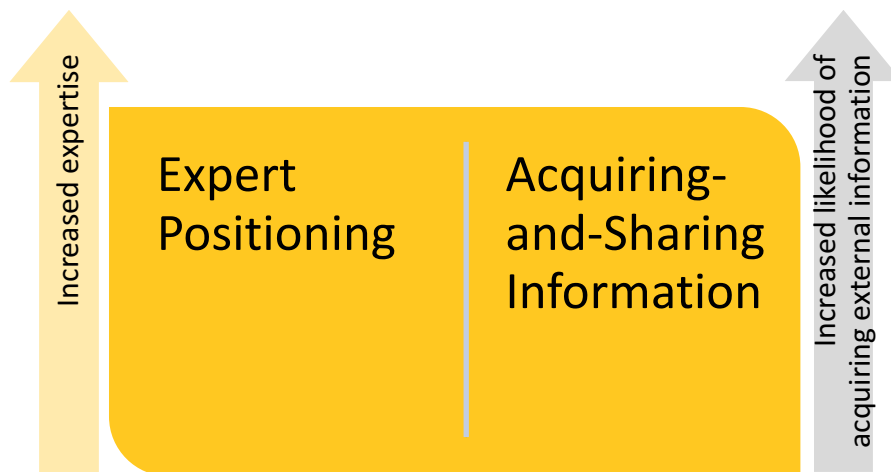 Increased expertise
Expert
Positioning
Acquiring-
and-Sharing
Information
Increased likelihood of
acquiring external information